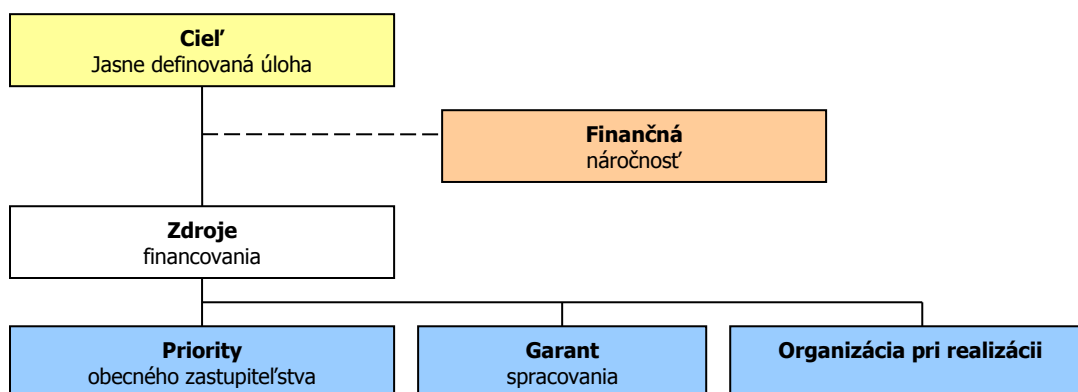 Cieľ
Jasne definovaná úloha
Finančná
náročnosť
Zdroje
financovania
Priority
obecného zastupiteľstva
Garant
spracovania
Organizácia pri realizácii